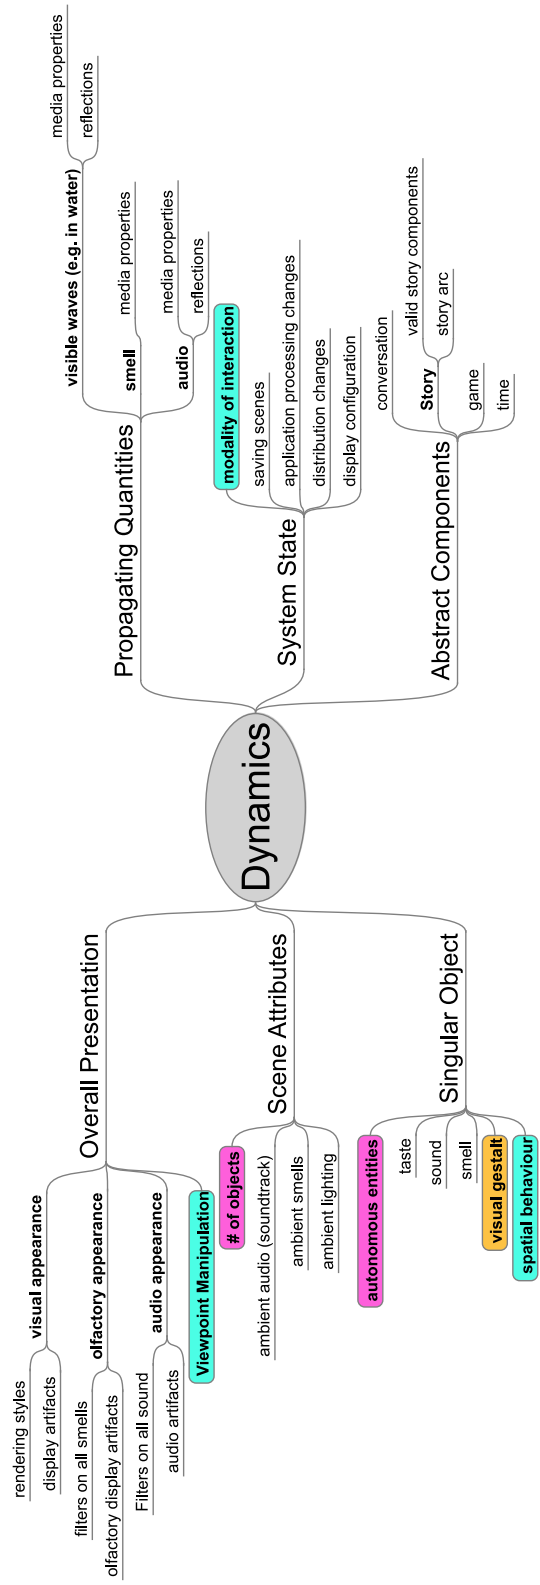 Dynamics
Overall Presentation
visual appearance
rendering styles
display artifacts
olfactory appearance
filters on all smells
olfactory display artifacts
audio appearance
Filters on all sound
audio artifacts
Viewpoint Manipulation
Scene Attributes
# of objects
ambient audio (soundtrack)
ambient smells
ambient lighting
Singular Object
autonomous entities
taste
sound
smell
visual gestalt
spatial behaviour
Propagating Quantities
visible waves (e.g. in water)
media properties
reflections
smell
media properties
audio
media properties
reflections
System State
modality of interaction
saving scenes
application processing changes
distribution changes
display configuration
Abstract Components
conversation
Story
valid story components
story arc
game
time